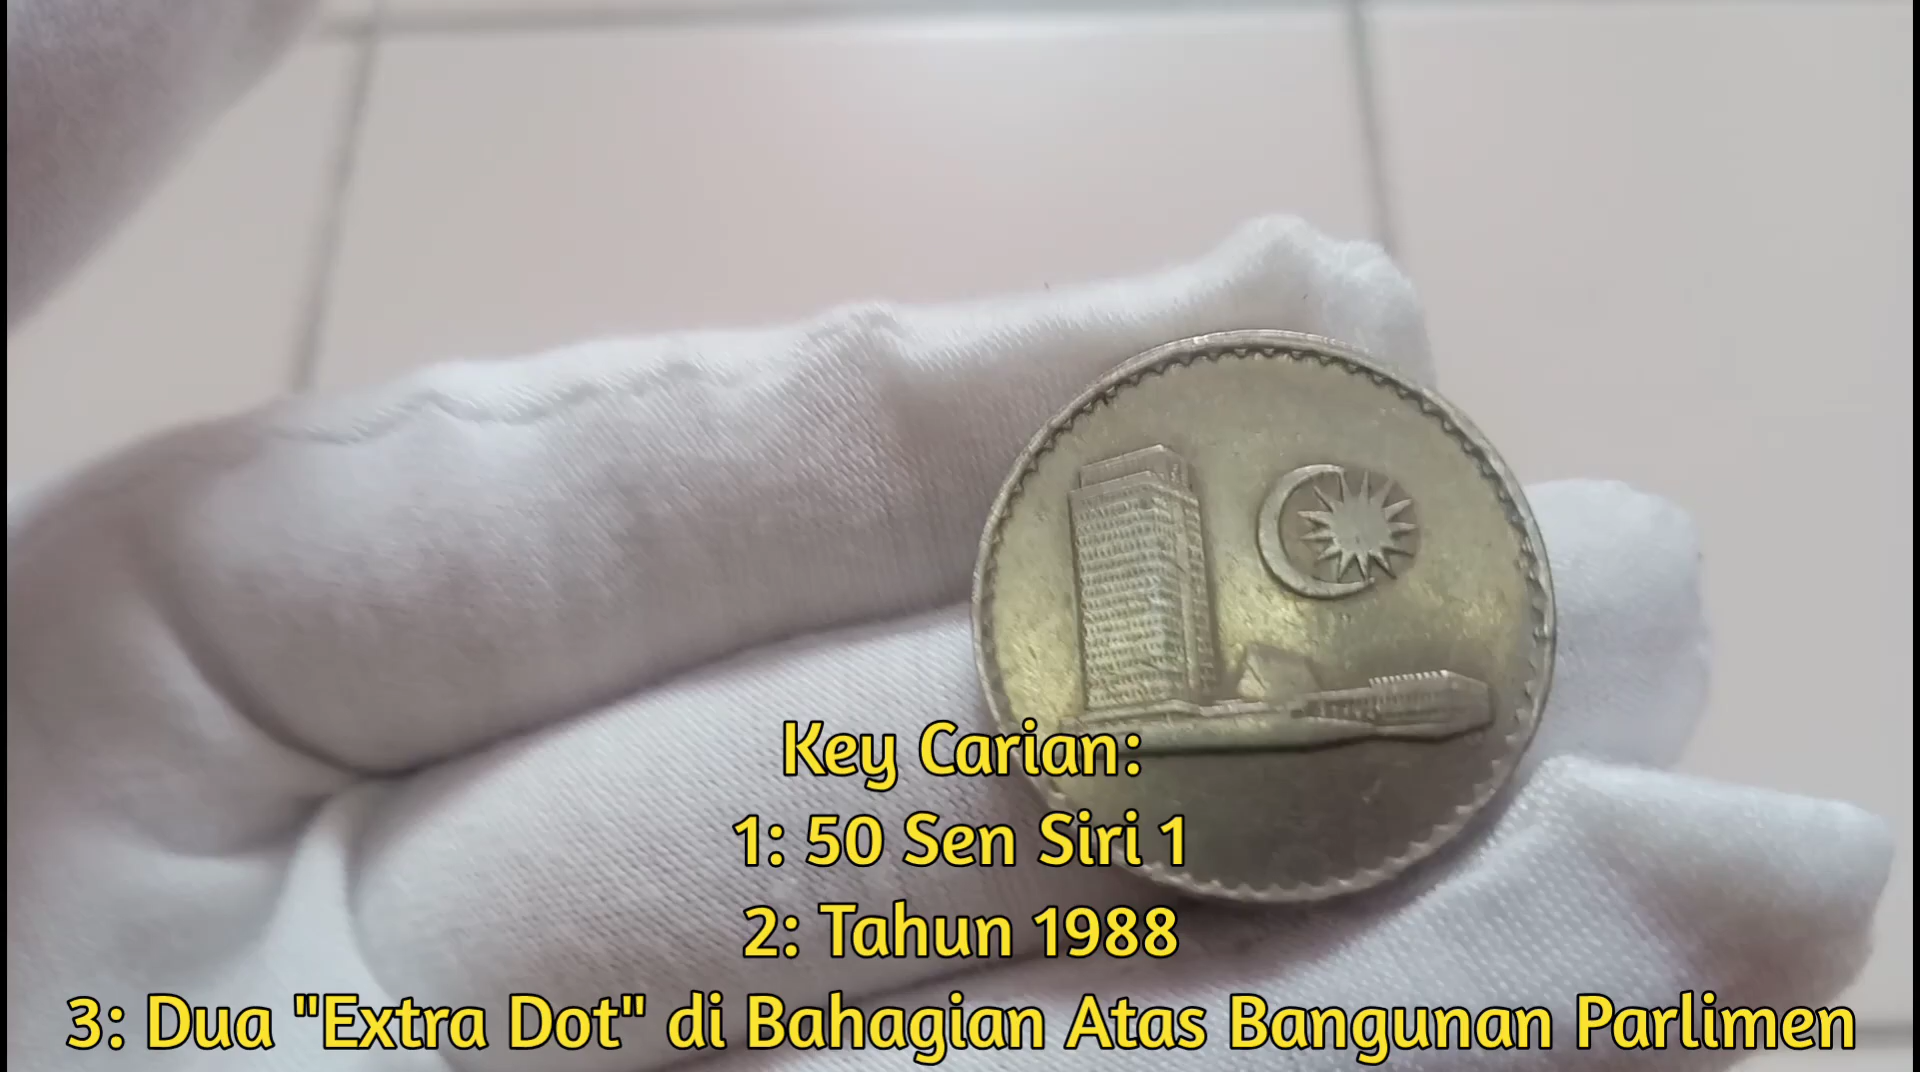 Key Carian:
1: 50 Sen Siri 1
2: Tahun 1988
3: Dua "Extra Dot" di Bahagian Atas Bangunan Parlimen